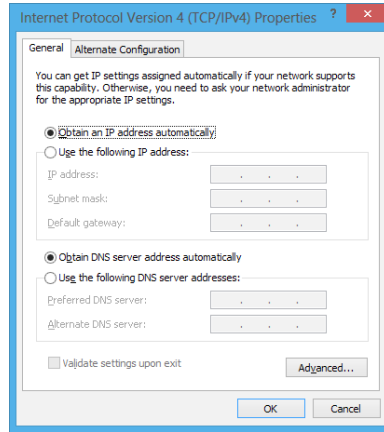 Internet Protocol Version 4 (TCP/IPv4) Properties ? ×
General Alternate Configuration
You can get IP settings assigned automatically if your network supports
this capability. Otherwise, you need to ask your network administrator
for the appropriate IP settings.
Obtain an IP address automatically
Use the following IP address:
IP address: . . .
Subnet mask: . . .
Default gateway: . . .
Obtain DNS server address automatically
Use the following DNS server addresses:
Preferred DNS server: . . .
Alternate DNS server: . . .
Validate settings upon exit
Advanced...
OK Cancel